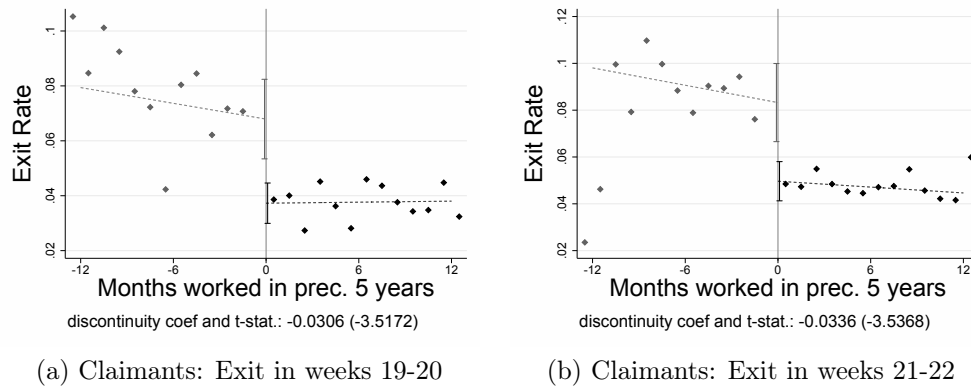 Exit Rate
.1
.08
.06
.04
.02
-12 -6 0 6 12
Months worked in prec. 5 years
discontinuity coef and t-stat.: -0.0306 (-3.5172)
(a) Claimants: Exit in weeks 19-20
Exit Rate
.12
.1
.08
.06
.04
.02
-12 -6 0 6 12
Months worked in prec. 5 years
discontinuity coef and t-stat.: -0.0336 (-3.5368)
(b) Claimants: Exit in weeks 21-22